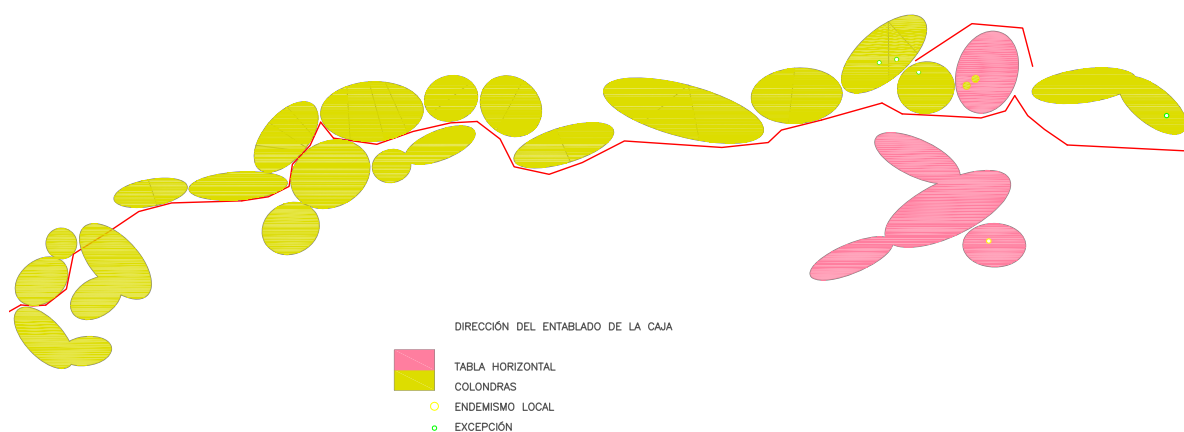 DIRECCIÓN DEL ENTABLADO DE LA CAJA
TABLA HORIZONTAL
COLONDRAS
ENDEMISMO LOCAL
EXCEPCIÓN